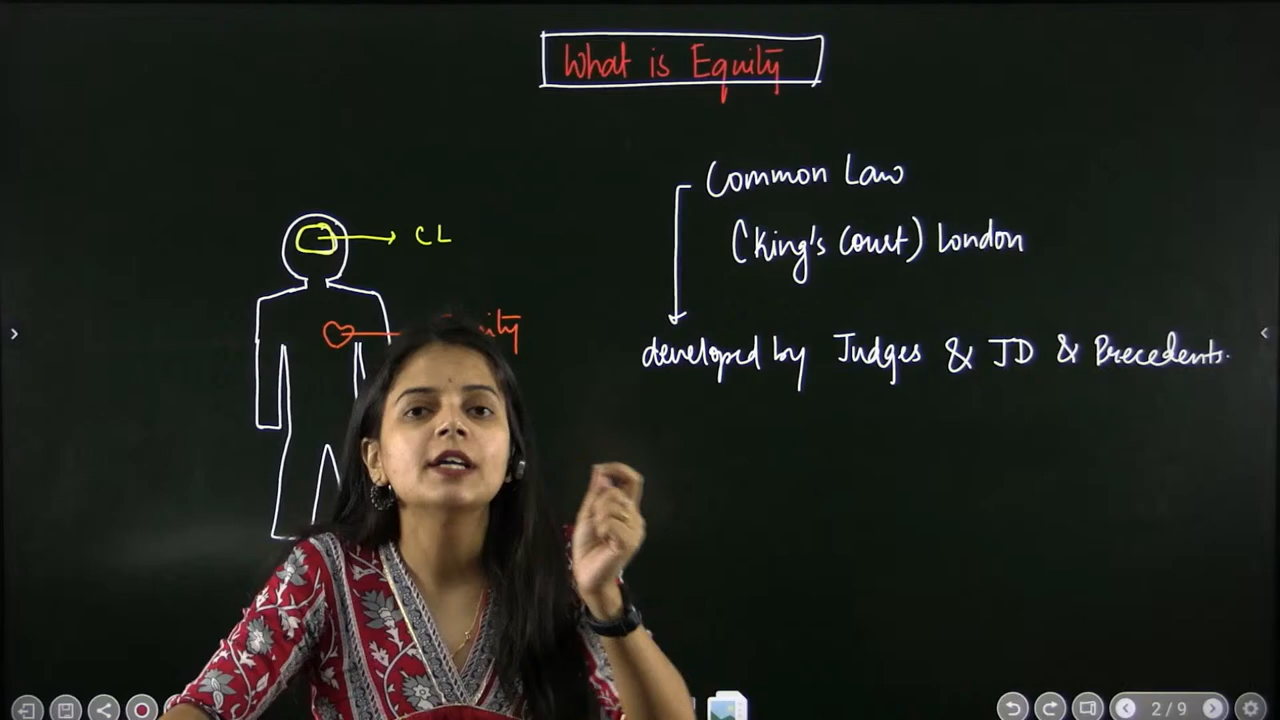 What is Equity
Common Law
(King's Court) London
CL
developed by Judges & JD & Precedents.
2/9